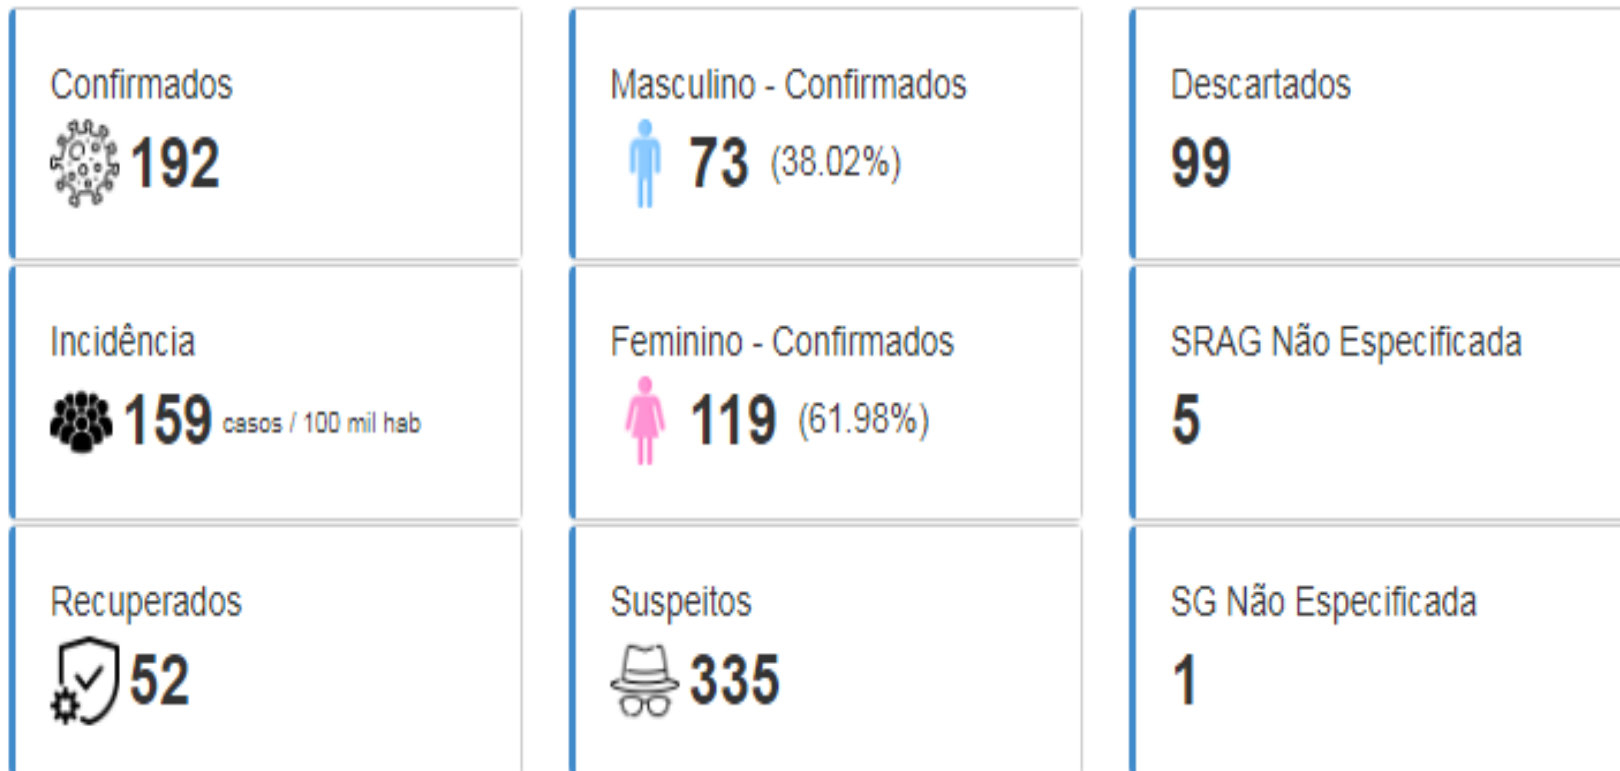 Confirmados
192
Masculino - Confirmados
73 (38.02%)
Descartados
99
Incidência
159 casos / 100 mil hab
Feminino - Confirmados
119 (61.98%)
SRAG Não Especificada
5
Recuperados
52
Suspeitos
335
SG Não Especificada
1